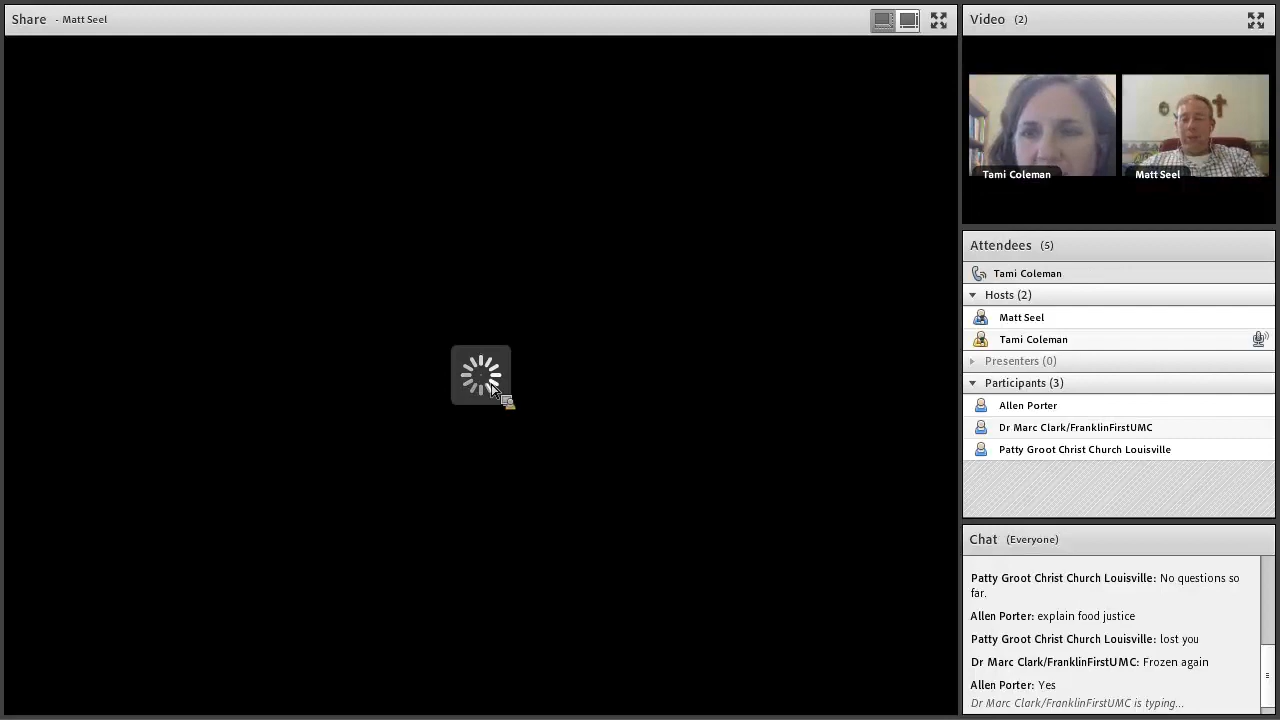 Share - Matt Seel
Video (2)
Tami Coleman
Matt Seel
Attendees (5)
Tami Coleman
Hosts (2)
Matt Seel
Tami Coleman
Presenters (0)
Participants (3)
Allen Porter
Dr Marc Clark/FranklinFirstUMC
Patty Groot Christ Church Louisville
Chat (Everyone)
Patty Groot Christ Church Louisville: No questions so
far.
Allen Porter: explain food justice
Patty Groot Christ Church Louisville: lost you
Dr Marc Clark/FranklinFirstUMC: Frozen again
Allen Porter: Yes
Dr Marc Clark/FranklinFirstUMC is typing...